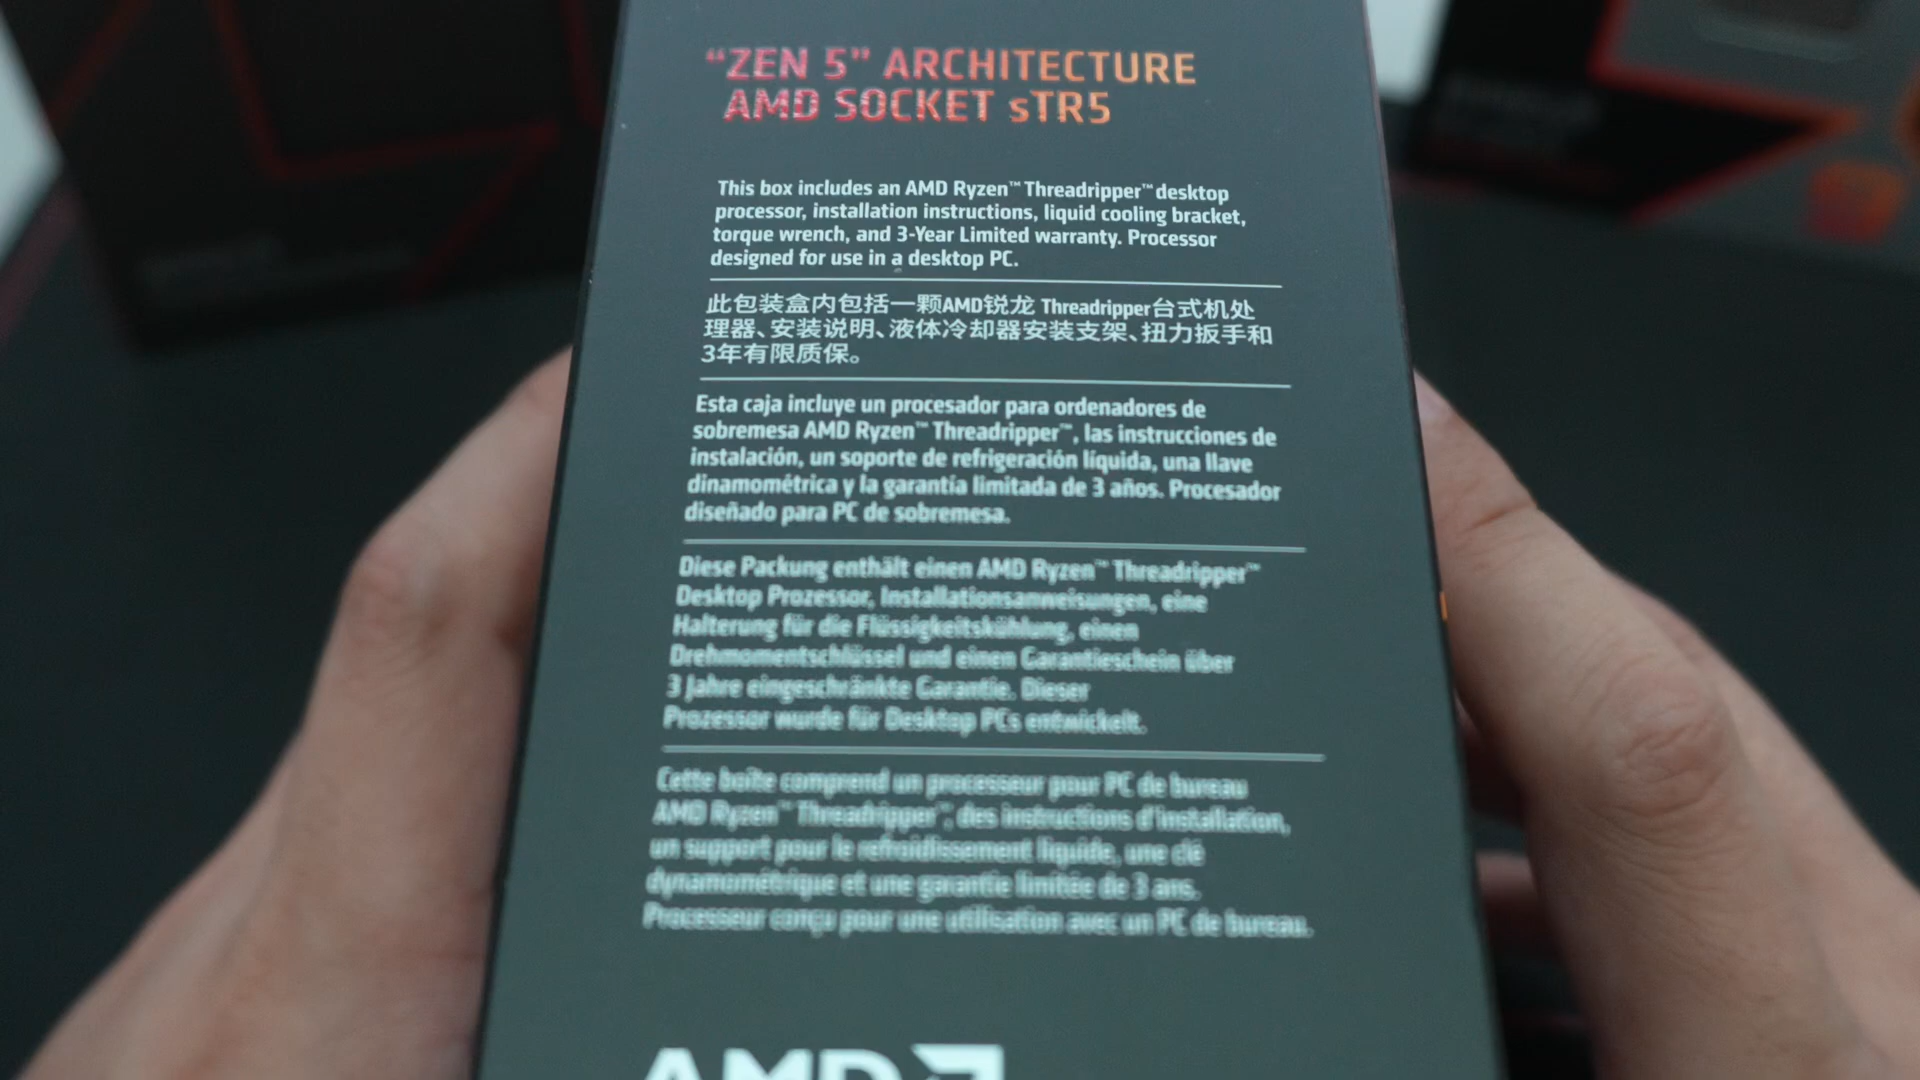 “ZEN 5” ARCHITECTURE
AMD SOCKET sTR5
This box includes an AMD Ryzen™ Threadripper™ desktop
processor, installation instructions, liquid cooling bracket,
torque wrench, and 3-Year Limited warranty. Processor
designed for use in a desktop PC.
此包装盒内包括一颗AMD锐龙 Threadripper台式机处
理器、安装说明、液体冷却器安装支架、扭力扳手和
3年有限质保。
Esta caja incluye un procesador para ordenadores de
sobremesa AMD Ryzen™ Threadripper™, las instrucciones de
instalación, un soporte de refrigeración líquida, una llave
dinamométrica y la garantía limitada de 3 años. Procesador
diseñado para PC de sobremesa.
Diese Packung enthält einen AMD Ryzen™ Threadripper™
Desktop Prozessor, Installationsanweisungen, eine
Halterung für die Flüssigkeitskühlung, einen
Drehmomentschlüssel und einen Garantieschein über
3 Jahre eingeschränkte Garantie. Dieser
Prozessor wurde für Desktop PCs entwickelt.
Cette boîte comprend un processeur pour PC de bureau
AMD Ryzen™ Threadripper™, des instructions d'installation,
un support pour le refroidissement liquide, une clé
dynamométrique et une garantie limitée de 3 ans.
Processeur conçu pour une utilisation avec un PC de bureau.
AMD